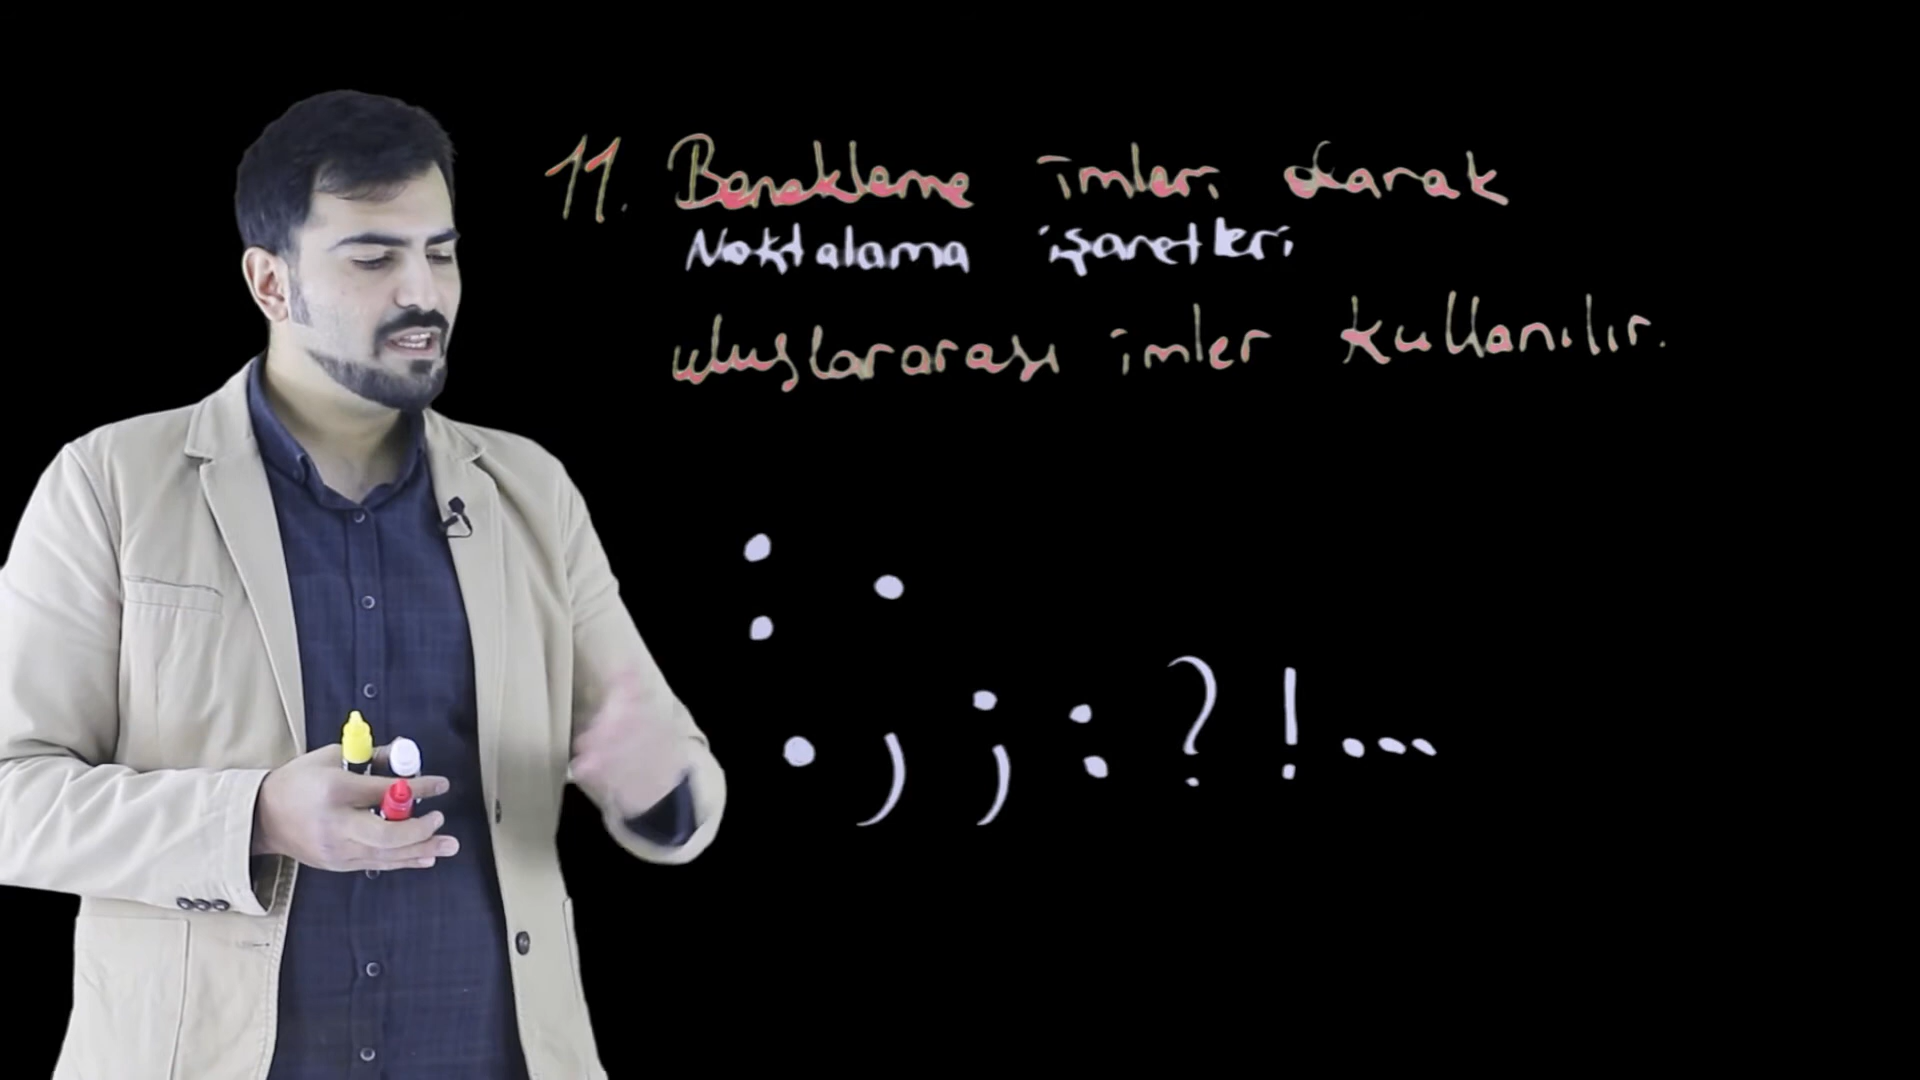 11. Benekleme imleri olarak
Noktalama işaretleri
uluslararası imler kullanılır.
: .
. , ; : ? ! ...